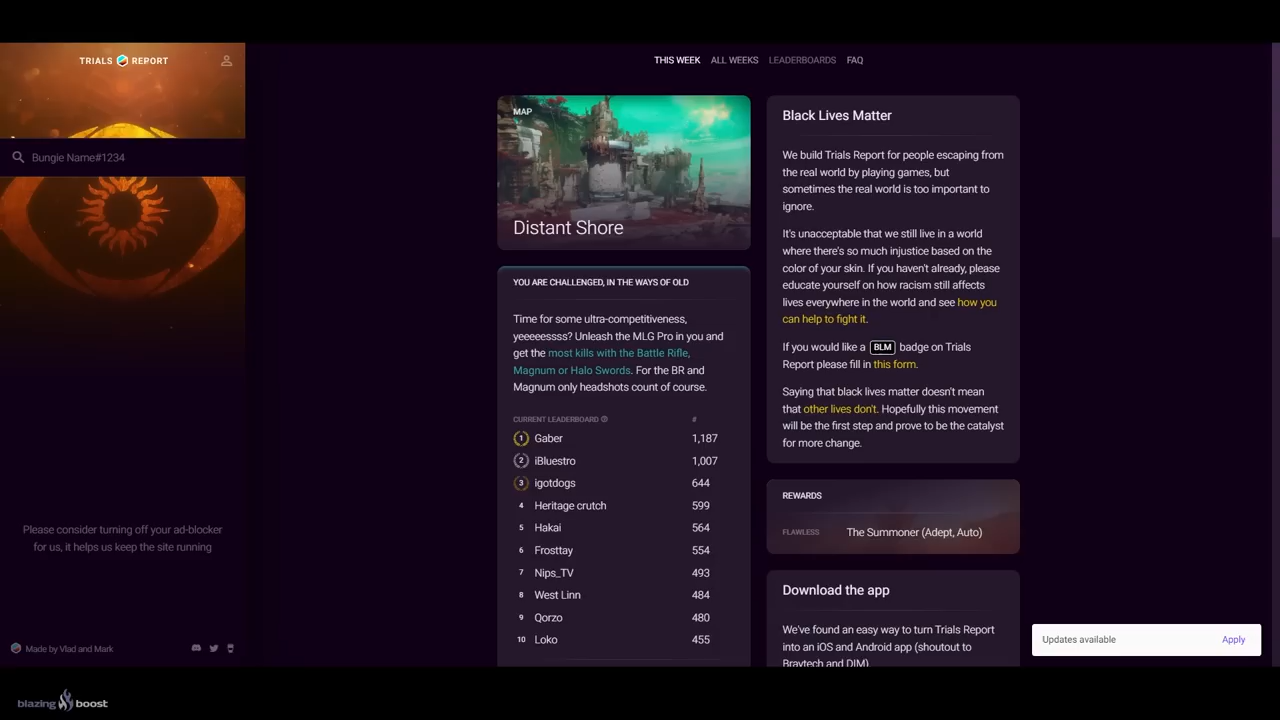 TRIALS REPORT
THIS WEEK ALL WEEKS LEADERBOARDS FAQ
Bungie Name#1234
Please consider turning off your ad-blocker
for us, it helps us keep the site running
Made by Vlad and Mark
MAP
Distant Shore
YOU ARE CHALLENGED, IN THE WAYS OF OLD
Time for some ultra-competitiveness,
yeeeeessss? Unleash the MLG Pro in you and
get the most kills with the Battle Rifle,
Magnum or Halo Swords. For the BR and
Magnum only headshots count of course.
CURRENT LEADERBOARD #
1 Gaber 1,187
2 iBluestro 1,007
3 igotdogs 644
4 Heritage crutch 599
5 Hakai 564
6 Frosttay 554
7 Nips_TV 493
8 West Linn 484
9 Qorzo 480
10 Loko 455
Black Lives Matter
We build Trials Report for people escaping from
the real world by playing games, but
sometimes the real world is too important to
ignore.
It's unacceptable that we still live in a world
where there's so much injustice based on the
color of your skin. If you haven't already, please
educate yourself on how racism still affects
lives everywhere in the world and see how you
can help to fight it.
If you would like a BLM badge on Trials
Report please fill in this form.
Saying that black lives matter doesn't mean
that other lives don't. Hopefully this movement
will be the first step and prove to be the catalyst
for more change.
REWARDS
FLAWLESS The Summoner (Adept, Auto)
Download the app
We've found an easy way to turn Trials Report
into an iOS and Android app (shoutout to
Braytech and DIM).
Updates available Apply
blazing boost